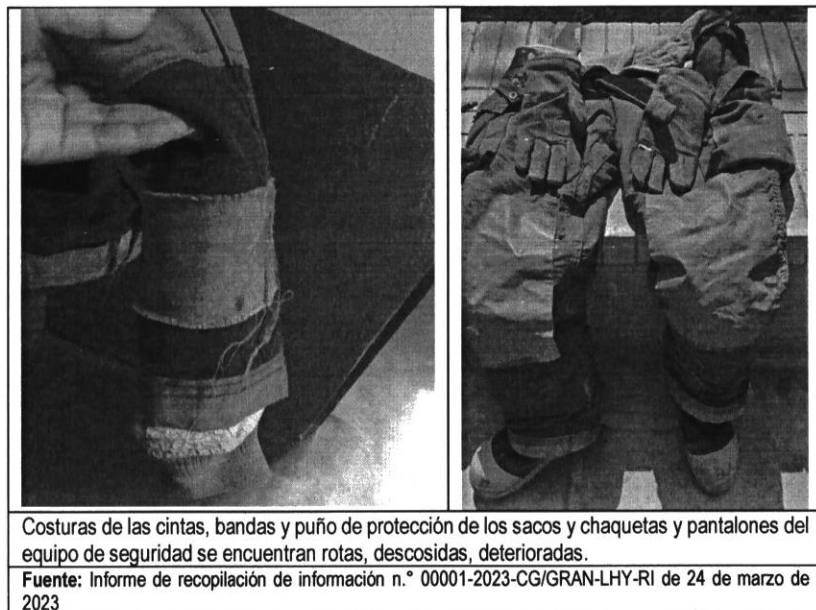 Costuras de las cintas, bandas y puño de protección de los sacos y chaquetas y pantalones del
equipo de seguridad se encuentran rotas, descosidas, deterioradas.
Fuente: Informe de recopilación de información n.° 00001-2023-CG/GRAN-LHY-RI de 24 de marzo de
2023